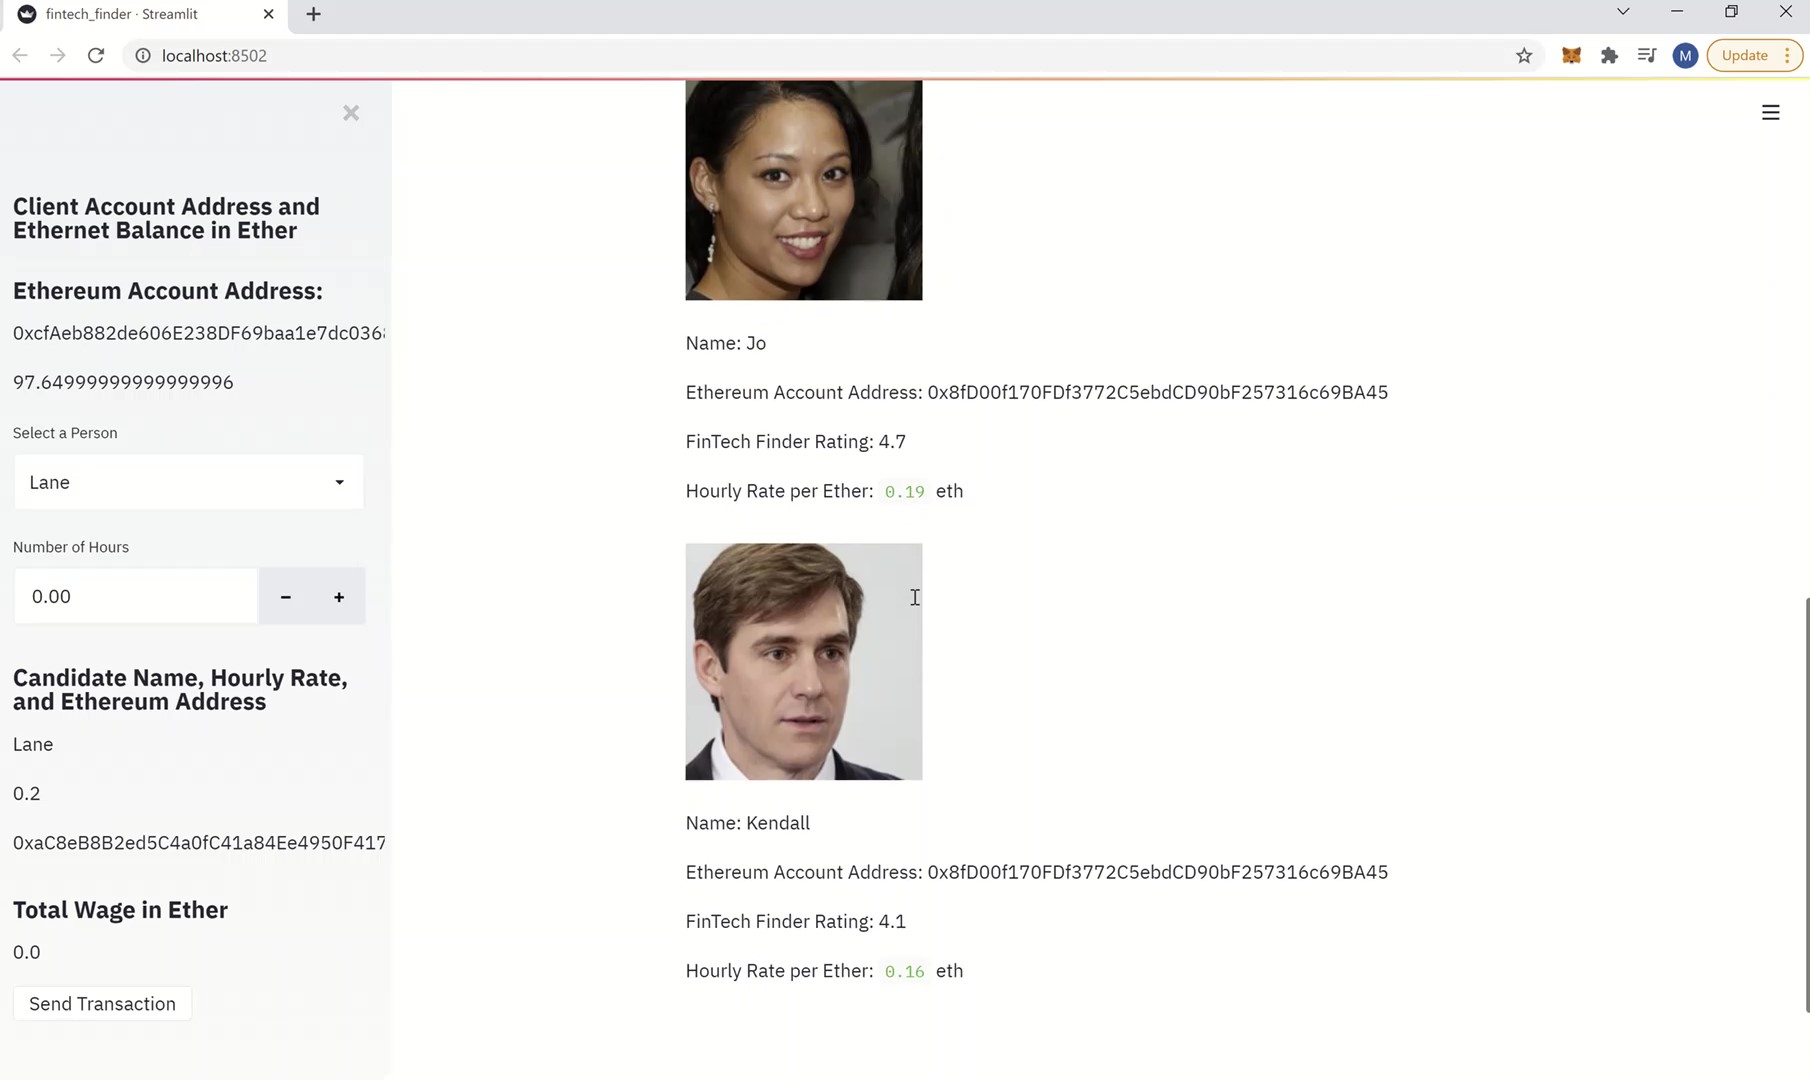 fintech_finder · Streamlit
localhost:8502
M
Update
Client Account Address and
Ethernet Balance in Ether
Ethereum Account Address:
0xcfAeb882de606E238DF69baa1e7dc036
97.64999999999999996
Select a Person
Lane
Number of Hours
0.00
Candidate Name, Hourly Rate,
and Ethereum Address
Lane
0.2
0xaC8eB8B2ed5C4a0fC41a84Ee4950F417
Total Wage in Ether
0.0
Send Transaction
Name: Jo
Ethereum Account Address: 0x8fD00f170FDf3772C5ebdCD90bF257316c69BA45
FinTech Finder Rating: 4.7
Hourly Rate per Ether: 0.19 eth
Name: Kendall
Ethereum Account Address: 0x8fD00f170FDf3772C5ebdCD90bF257316c69BA45
FinTech Finder Rating: 4.1
Hourly Rate per Ether: 0.16 eth